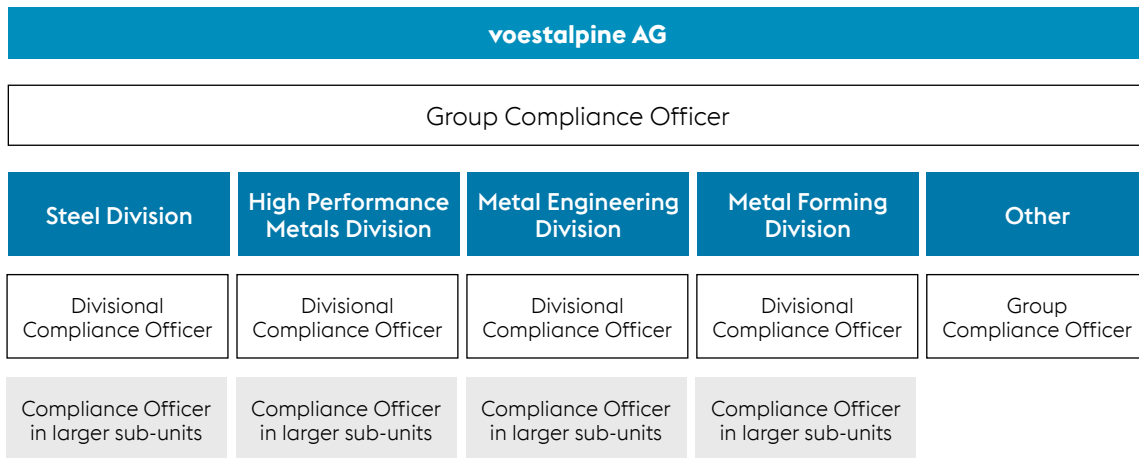 voestalpine AG
Group Compliance Officer
Steel Division
High Performance
Metals Division
Metal Engineering
Division
Metal Forming
Division
Other
Divisional
Compliance Officer
Divisional
Compliance Officer
Divisional
Compliance Officer
Divisional
Compliance Officer
Group
Compliance Officer
Compliance Officer
in larger sub-units
Compliance Officer
in larger sub-units
Compliance Officer
in larger sub-units
Compliance Officer
in larger sub-units